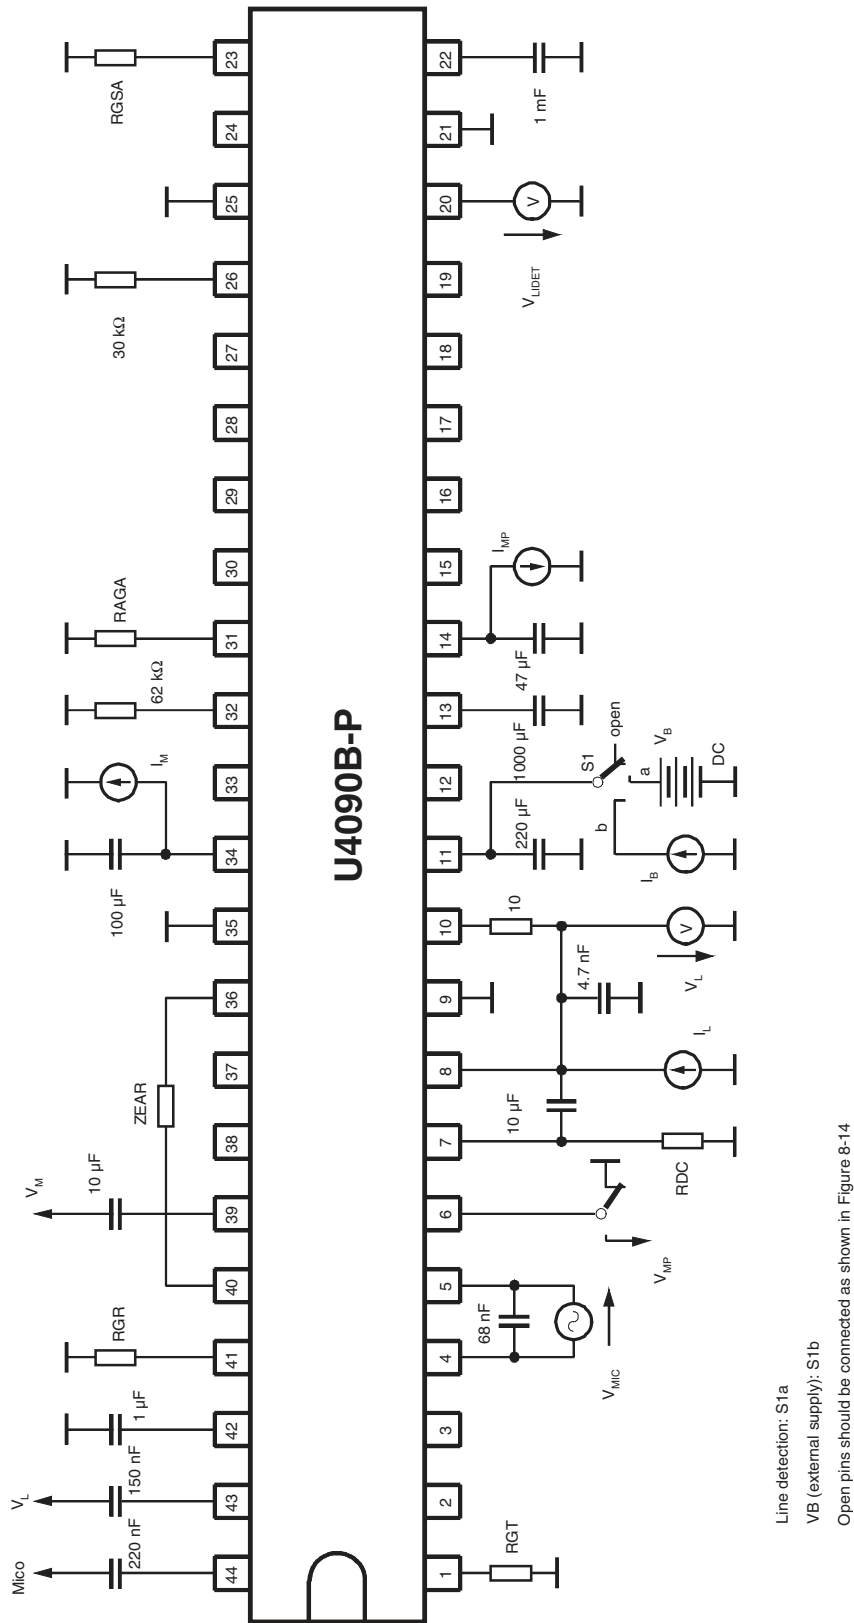 RGSA
23
22
1 mF
24
21
25
20
V
V_LIDET
26
30 kΩ
19
27
18
28
17
29
16
30
15
I_MP
RAGA
31
14
47 µF
62 kΩ
32
13
1000 µF
I_M
33
12
S1
open
a
b
V_B
DC
I_B
34
100 µF
11
220 µF
U4090B-P
35
10
10
V
V_L
36
9
4.7 nF
ZEAR
37
8
I_L
38
7
10 µF
RDC
V_M
10 µF
39
6
V_MP
40
5
68 nF
RGR
41
4
V_MIC
1 µF
42
3
V_L
150 nF
43
2
Mico
220 nF
44
1
RGT
Line detection: S1a
VB (external supply): S1b
Open pins should be connected as shown in Figure 8-14